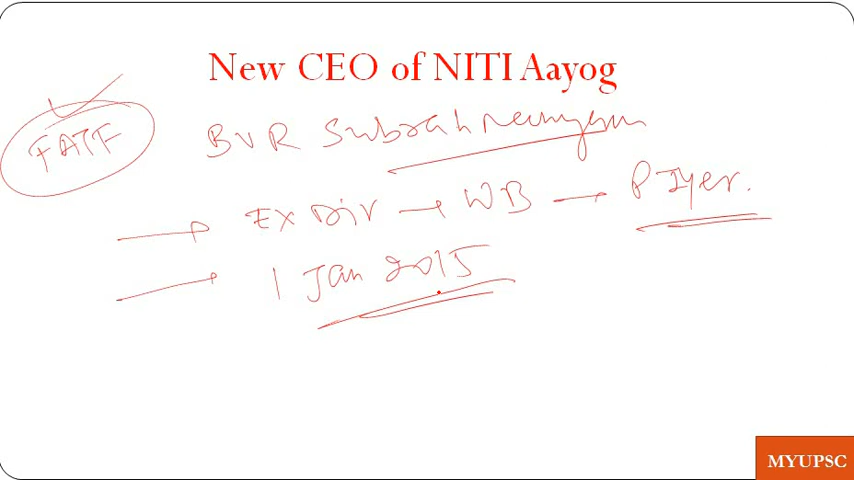 New CEO of NITI Aayog
FATF
BVR Subrahmanyam
Ex Dir → WB → P Iyer.
1 Jan 2015
MYUPSC